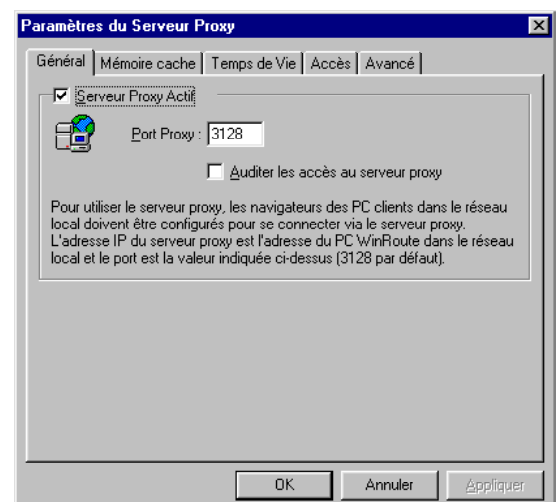 Paramètres du Serveur Proxy
Général Mémoire cache Temps de Vie Accès Avancé
Serveur Proxy Actif
Port Proxy : 3128
Auditer les accès au serveur proxy
Pour utiliser le serveur proxy, les navigateurs des PC clients dans le réseau
local doivent être configurés pour se connecter via le serveur proxy.
L'adresse IP du serveur proxy est l'adresse du PC WinRoute dans le réseau
local et le port est la valeur indiquée ci-dessus (3128 par défaut).
OK Annuler Appliquer